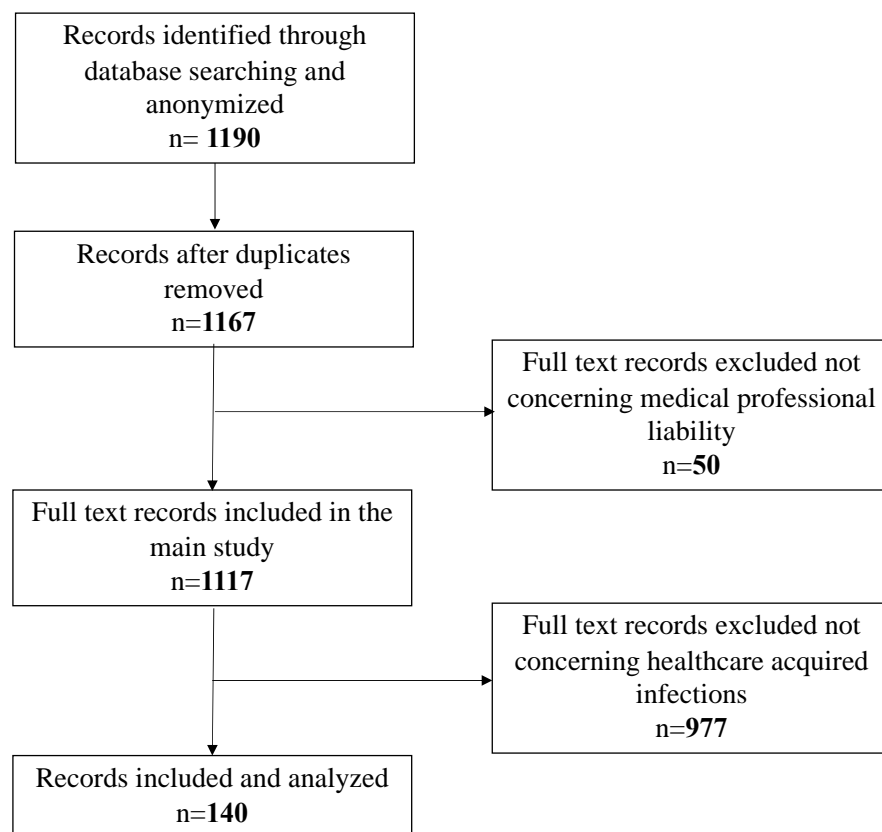 Records identified through
database searching and
anonymized
n= 1190
Records after duplicates
removed
n=1167
Full text records excluded not
concerning medical professional
liability
n=50
Full text records included in the
main study
n=1117
Full text records excluded not
concerning healthcare acquired
infections
n=977
Records included and analyzed
n=140